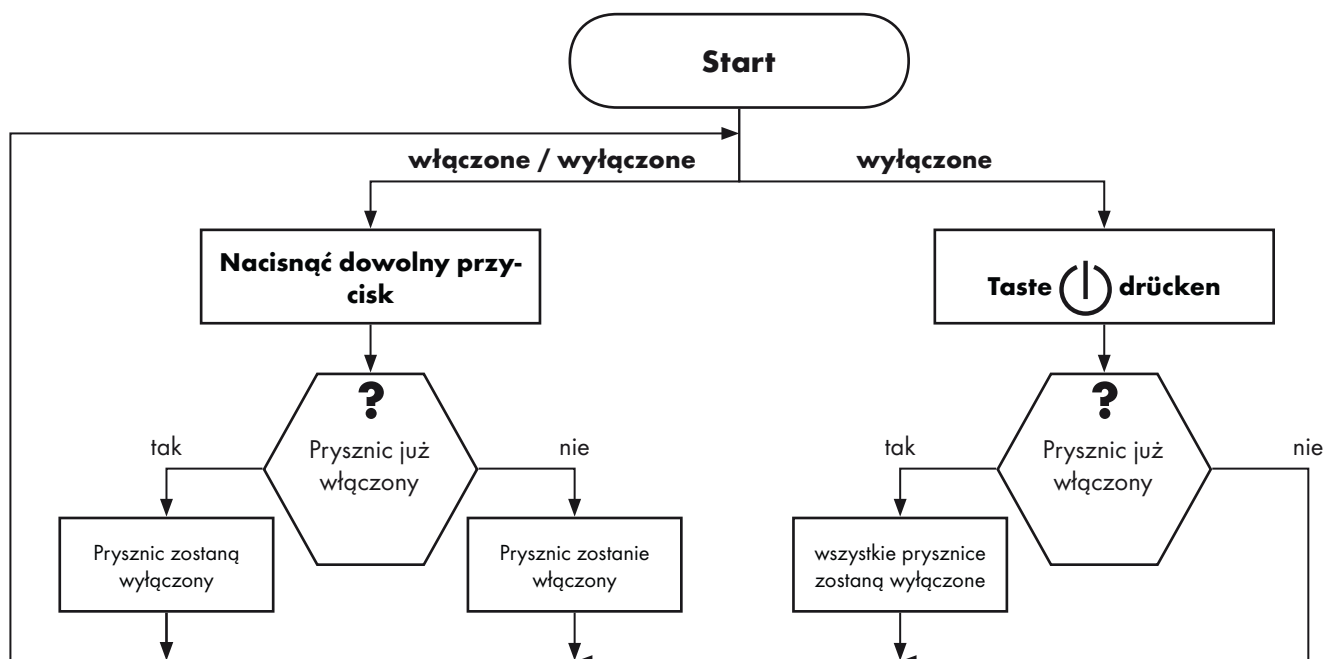 Start
włączone / wyłączone
wyłączone
Nacisnąć dowolny przy-
cisk
Taste drücken
?
Prysznic już
włączony
tak
nie
?
Prysznic już
włączony
tak
nie
Prysznic zostaną
wyłączony
Prysznic zostanie
włączony
wszystkie prysznice
zostaną wyłączone